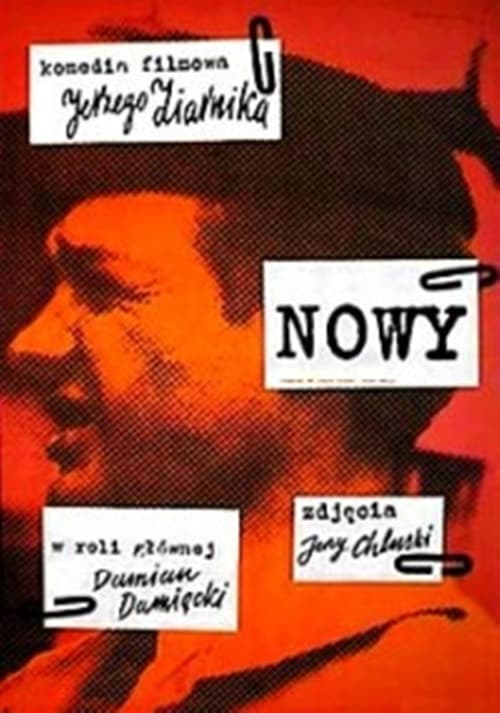 komedia filmowa
Jerzego Ziarnika
NOWY
zdjęcia
Jerzy Chluski
w roli głównej
Damian
Damięcki